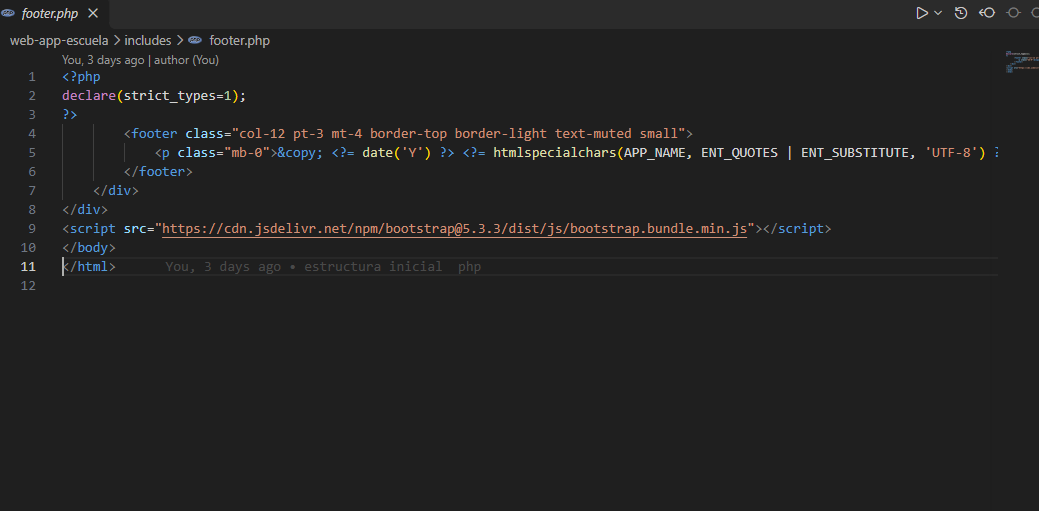 footer.php
web-app-escuela > includes > footer.php
You, 3 days ago | author (You)
1 <?php
2 declare(strict_types=1);
3 ?>
4 <footer class="col-12 pt-3 mt-4 border-top border-light text-muted small">
5 <p class="mb-0">&copy; <?= date('Y') ?> <?= htmlspecialchars(APP_NAME, ENT_QUOTES | ENT_SUBSTITUTE, 'UTF-8') ?
6 </footer>
7 </div>
8 </div>
9 <script src="https://cdn.jsdelivr.net/npm/bootstrap@5.3.3/dist/js/bootstrap.bundle.min.js"></script>
10 </body>
11 </html> You, 3 days ago • estructura inicial php
12